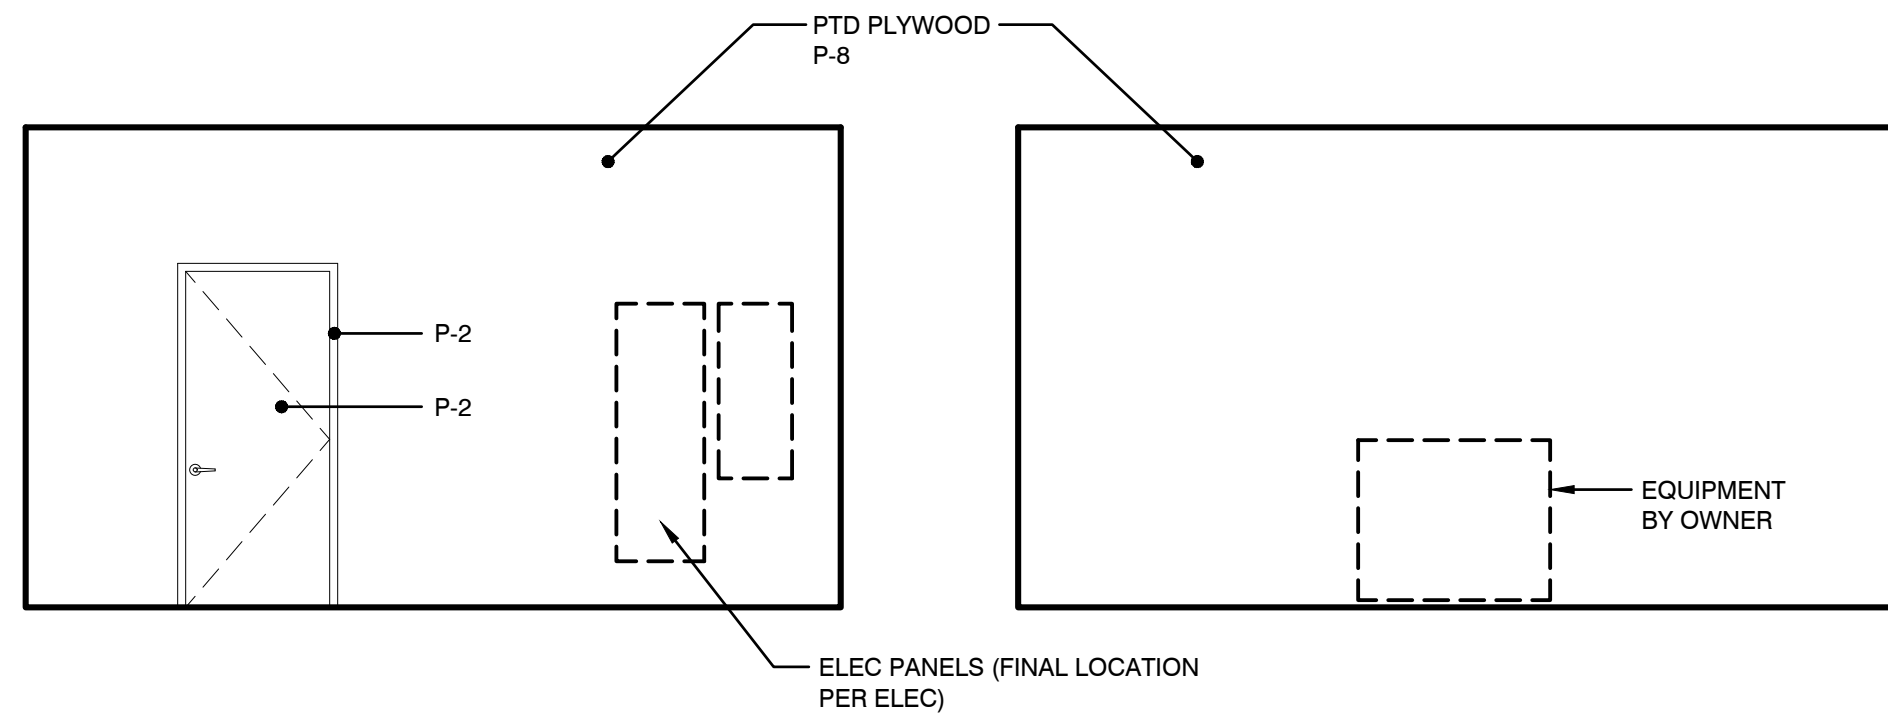 PTD PLYWOOD
P-8
P-2
P-2
EQUIPMENT
BY OWNER
ELEC PANELS (FINAL LOCATION
PER ELEC)